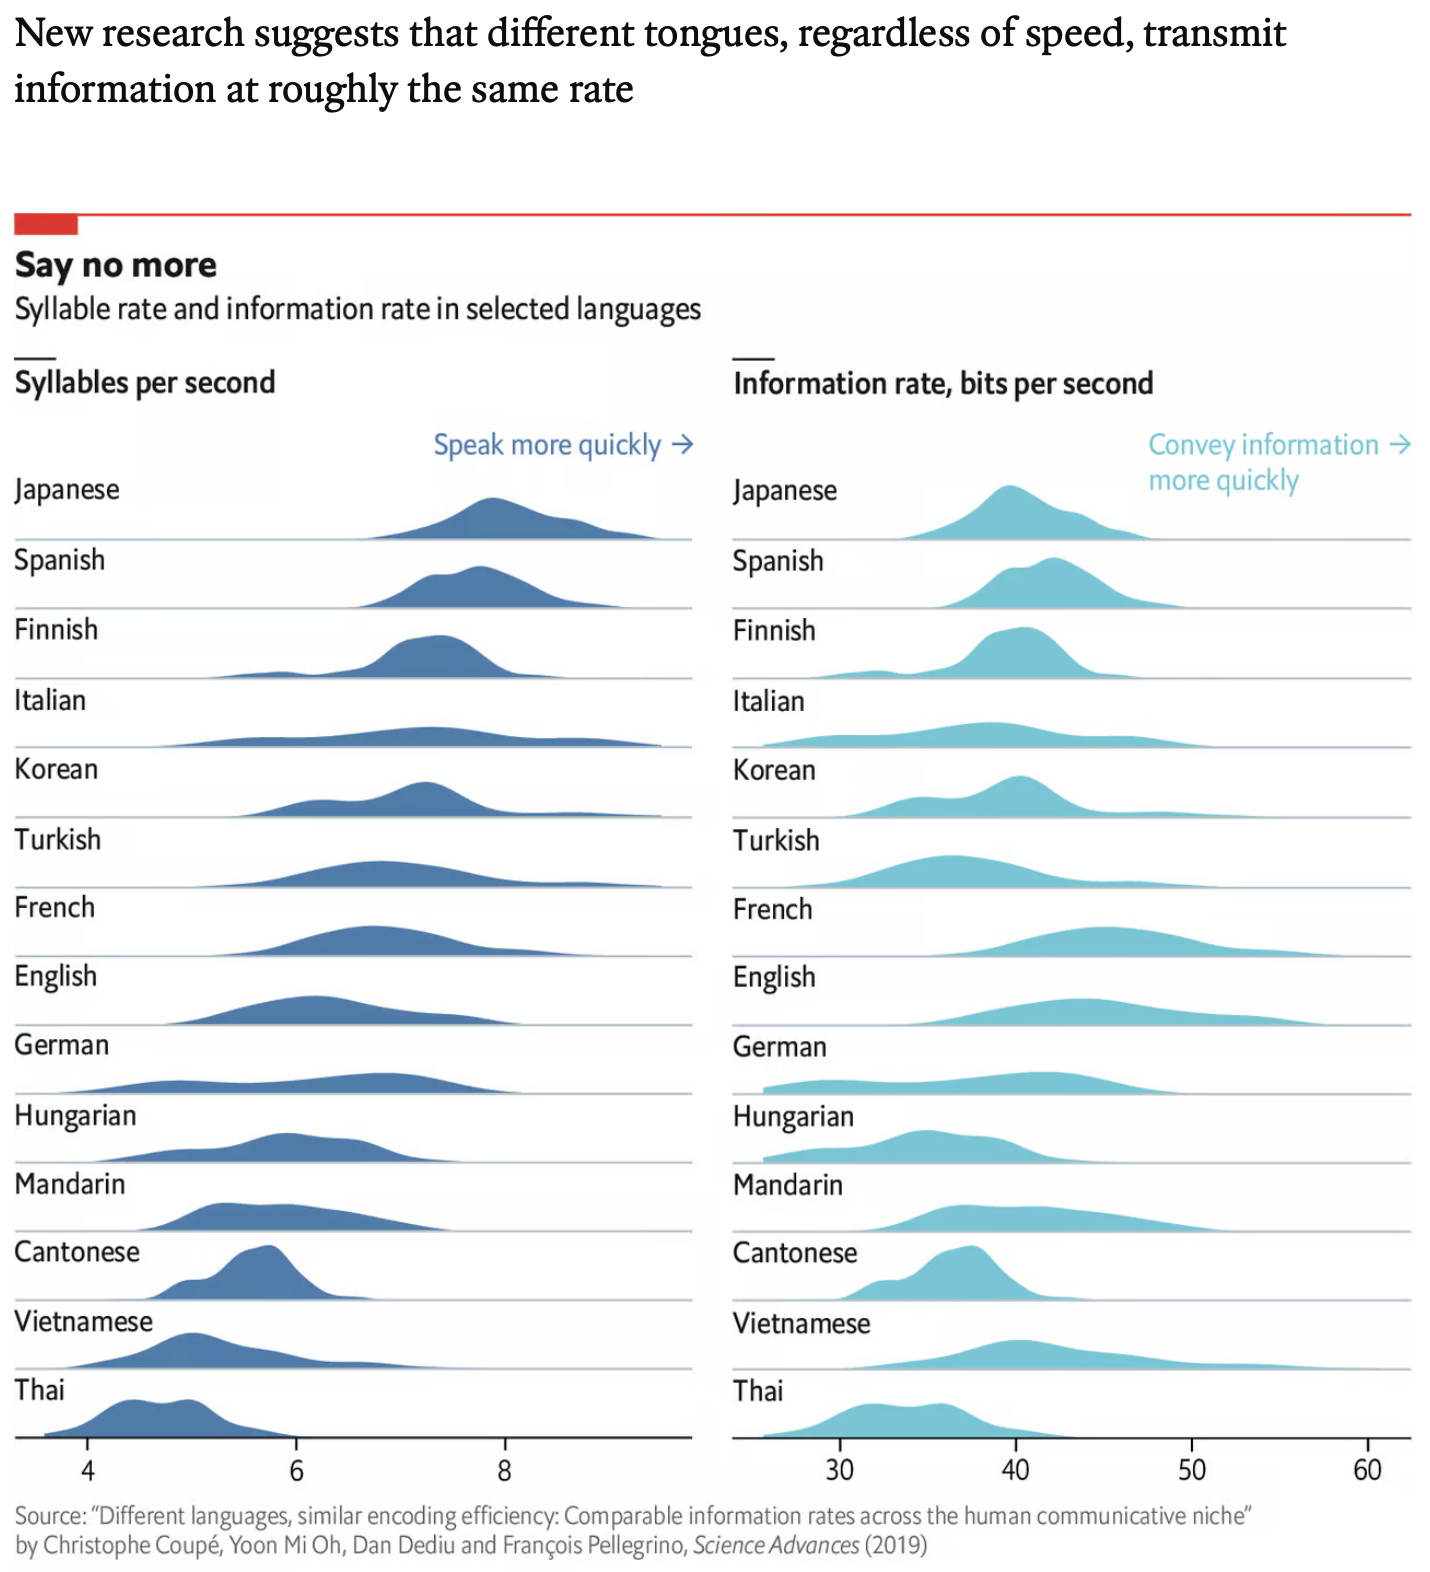 New research suggests that different tongues, regardless of speed, transmit
information at roughly the same rate
Say no more
Syllable rate and information rate in selected languages
Syllables per second
Speak more quickly →
Japanese
Spanish
Finnish
Italian
Korean
Turkish
French
English
German
Hungarian
Mandarin
Cantonese
Vietnamese
Thai
4 6 8
Information rate, bits per second
Convey information →
more quickly
Japanese
Spanish
Finnish
Italian
Korean
Turkish
French
English
German
Hungarian
Mandarin
Cantonese
Vietnamese
Thai
30 40 50 60
Source: “Different languages, similar encoding efficiency: Comparable information rates across the human communicative niche”
by Christophe Coupé, Yoon Mi Oh, Dan Dediu and François Pellegrino, Science Advances (2019)